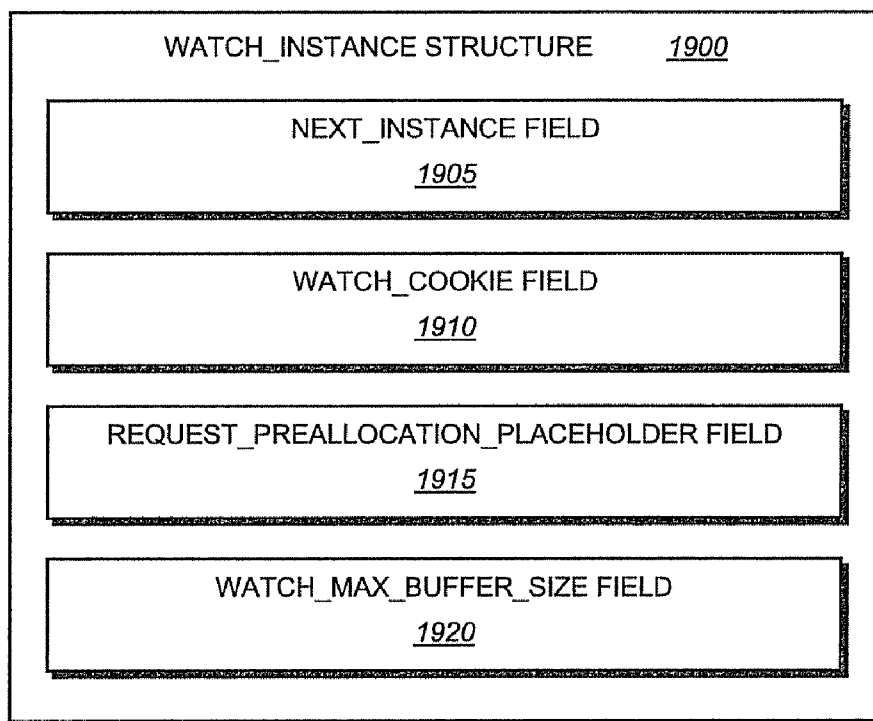 WATCH_INSTANCE STRUCTURE 1900
NEXT_INSTANCE FIELD
1905
WATCH_COOKIE FIELD
1910
REQUEST_PREALLOCATION_PLACEHOLDER FIELD
1915
WATCH_MAX_BUFFER_SIZE FIELD
1920